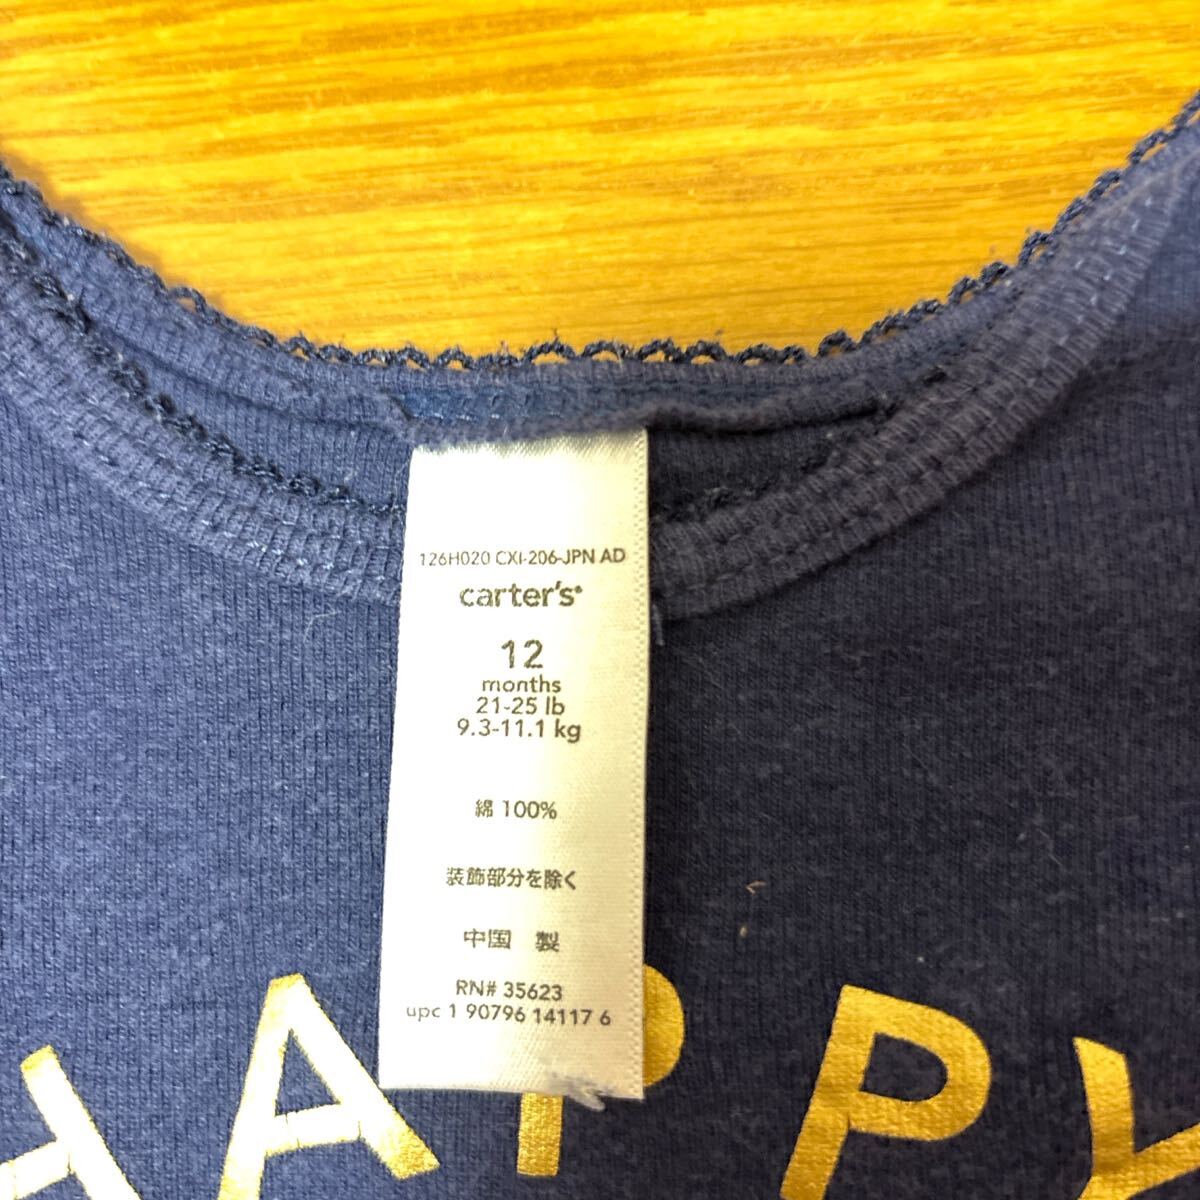 126H020 CXI-206-JPN AD
carter's
12
months
21-25 lb
9.3-11.1 kg
綿 100%
装飾部分を除く
中国 製
RN# 35623
upc 1 90796 14117 6
HAPPY